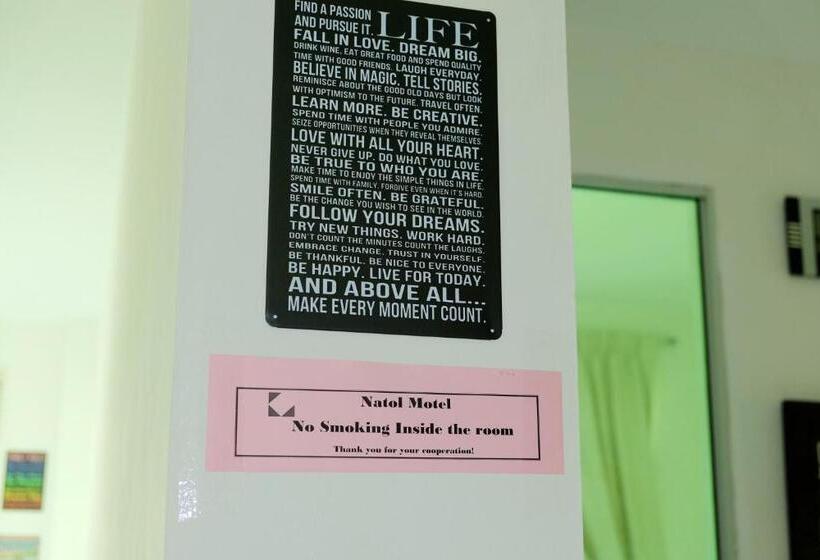 FIND A PASSION
AND PURSUE IT. LIFE
FALL IN LOVE. DREAM BIG.
DRINK WINE, EAT GREAT FOOD AND SPEND QUALITY
TIME WITH GOOD FRIENDS. LAUGH EVERYDAY.
BELIEVE IN MAGIC. TELL STORIES.
REMINISCE ABOUT THE GOOD OLD DAYS BUT LOOK
WITH OPTIMISM TO THE FUTURE. TRAVEL OFTEN.
LEARN MORE. BE CREATIVE.
SPEND TIME WITH PEOPLE YOU ADMIRE.
SEIZE OPPORTUNITIES WHEN THEY REVEAL THEMSELVES.
LOVE WITH ALL YOUR HEART.
NEVER GIVE UP. DO WHAT YOU LOVE.
BE TRUE TO WHO YOU ARE.
MAKE TIME TO ENJOY THE SIMPLE THINGS IN LIFE.
SPEND TIME WITH FAMILY. FORGIVE EVEN WHEN IT'S HARD.
SMILE OFTEN. BE GRATEFUL.
BE THE CHANGE YOU WISH TO SEE IN THE WORLD.
FOLLOW YOUR DREAMS.
TRY NEW THINGS. WORK HARD.
DON'T COUNT THE MINUTES COUNT THE LAUGHS.
EMBRACE CHANGE. TRUST IN YOURSELF.
BE THANKFUL. BE NICE TO EVERYONE.
BE HAPPY. LIVE FOR TODAY.
AND ABOVE ALL...
MAKE EVERY MOMENT COUNT.
Natol Motel
No Smoking Inside the room
Thank you for your cooperation!